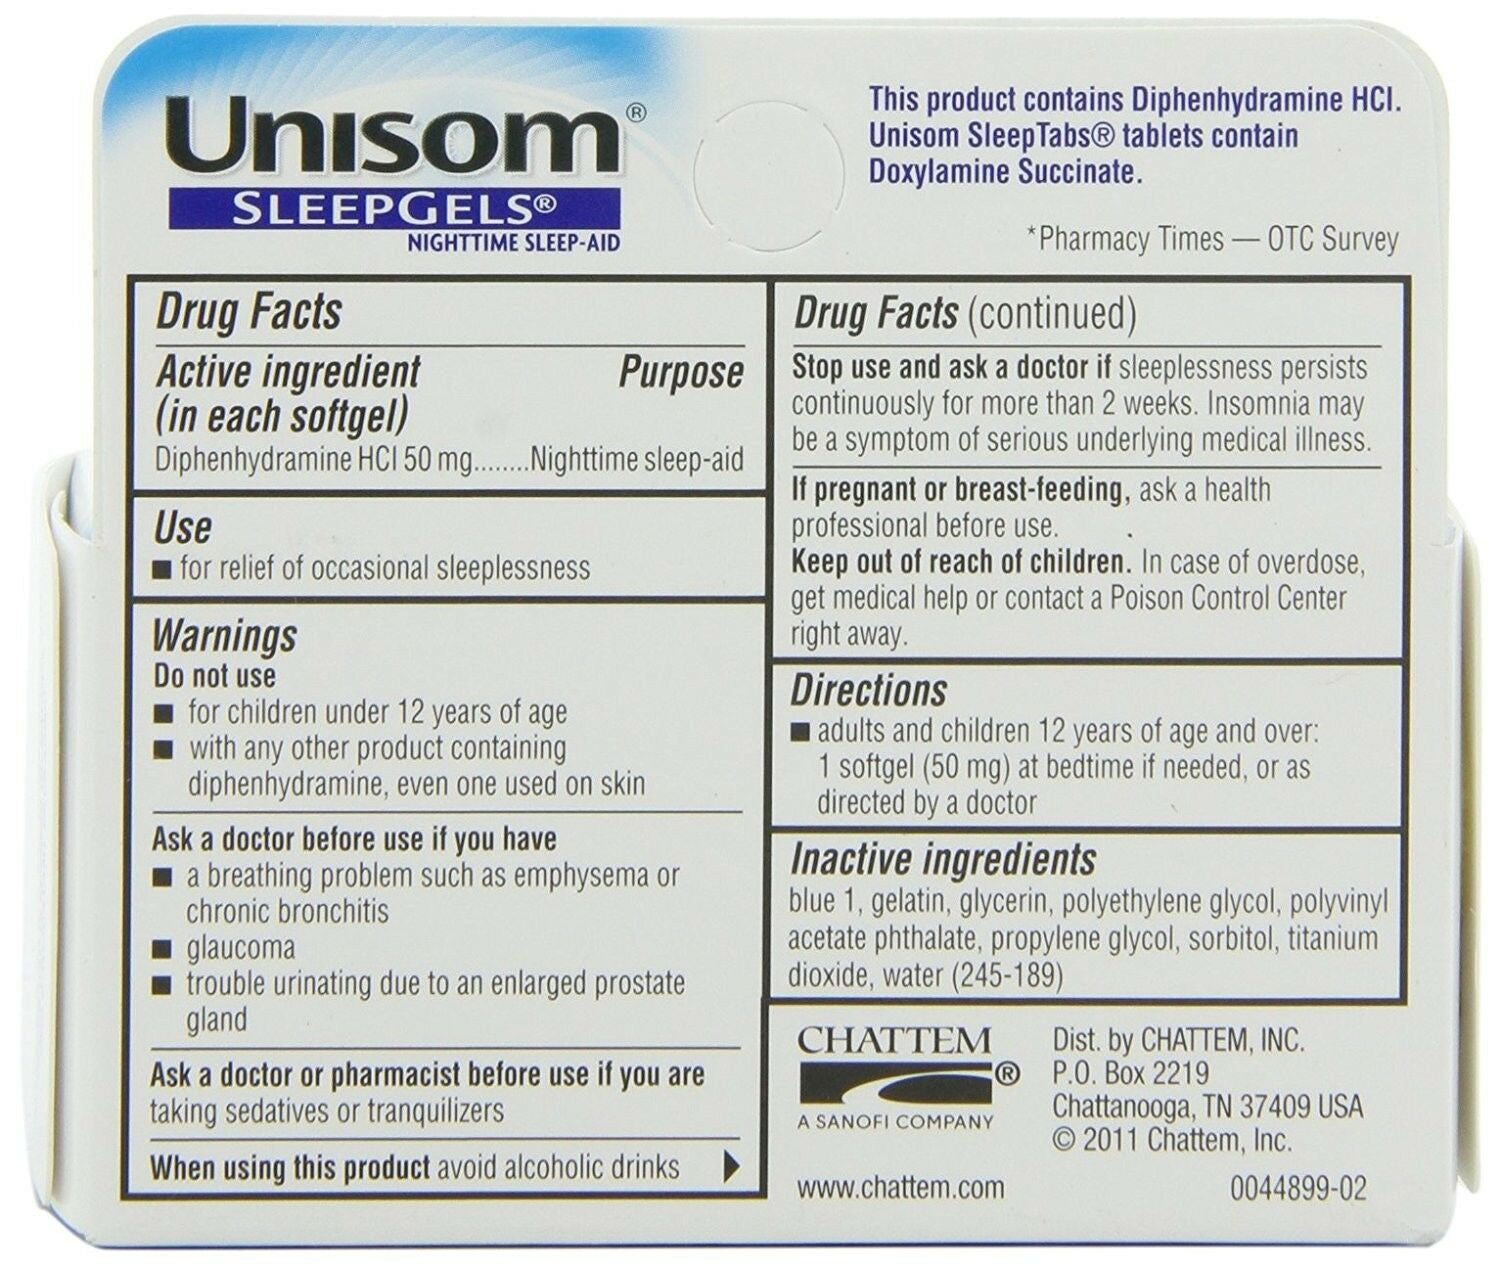 Unisom®
SLEEPGELS®
NIGHTTIME SLEEP-AID
This product contains Diphenhydramine HCl.
Unisom SleepTabs® tablets contain
Doxylamine Succinate.
*Pharmacy Times — OTC Survey
Drug Facts
Active ingredient Purpose
(in each softgel)
Diphenhydramine HCl 50 mg........Nighttime sleep-aid
Use
■ for relief of occasional sleeplessness
Warnings
Do not use
■ for children under 12 years of age
■ with any other product containing
diphenhydramine, even one used on skin
Ask a doctor before use if you have
■ a breathing problem such as emphysema or
chronic bronchitis
■ glaucoma
■ trouble urinating due to an enlarged prostate
gland
Ask a doctor or pharmacist before use if you are
taking sedatives or tranquilizers
When using this product avoid alcoholic drinks
Drug Facts (continued)
Stop use and ask a doctor if sleeplessness persists
continuously for more than 2 weeks. Insomnia may
be a symptom of serious underlying medical illness.
If pregnant or breast-feeding, ask a health
professional before use.
Keep out of reach of children. In case of overdose,
get medical help or contact a Poison Control Center
right away.
Directions
■ adults and children 12 years of age and over:
1 softgel (50 mg) at bedtime if needed, or as
directed by a doctor
Inactive ingredients
blue 1, gelatin, glycerin, polyethylene glycol, polyvinyl
acetate phthalate, propylene glycol, sorbitol, titanium
dioxide, water (245-189)
CHATTEM
®
A SANOFI COMPANY
www.chattem.com
Dist. by CHATTEM, INC.
P.O. Box 2219
Chattanooga, TN 37409 USA
© 2011 Chattem, Inc.
0044899-02